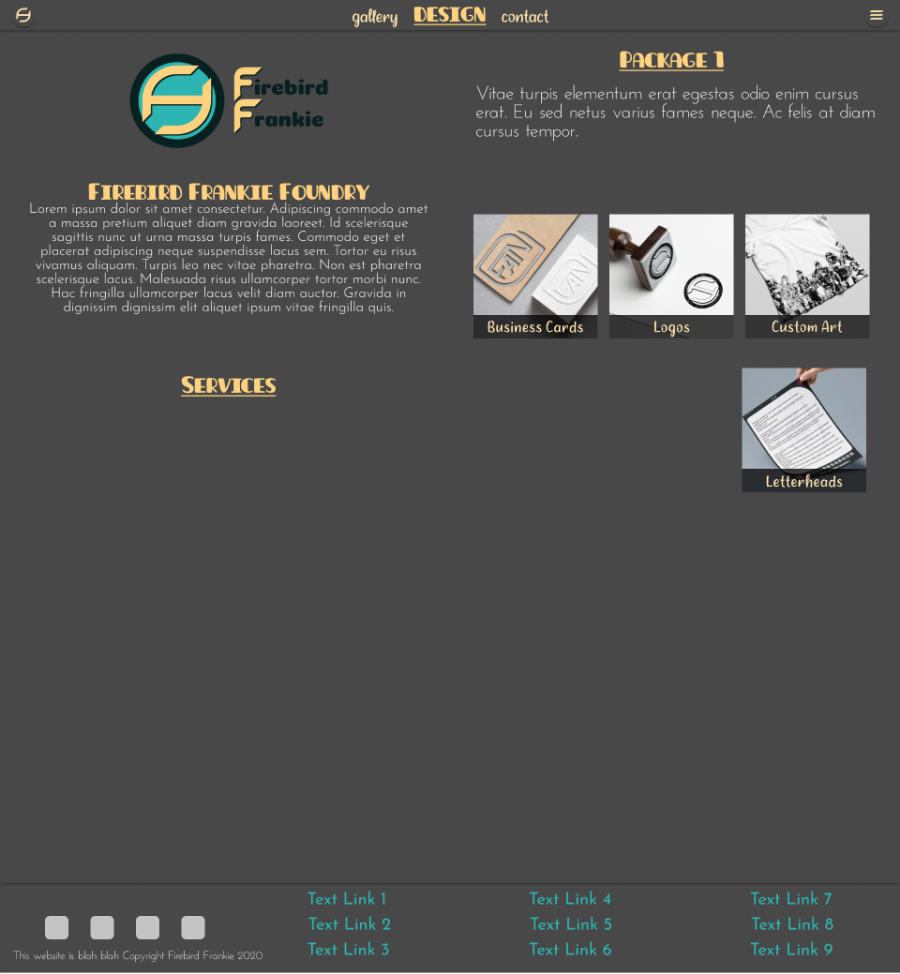 gallery DESIGN contact
Firebird
Frankie
Firebird Frankie Foundry
Lorem ipsum dolor sit amet consectetur. Adipiscing commodo amet
a massa pretium aliquet diam gravida laoreet. Id scelerisque
sagittis nunc ut urna massa turpis fames. Commodo eget et
placerat adipiscing neque suspendisse lacus sem. Tortor eu risus
vivamus aliquam. Turpis leo nec vitae pharetra. Non est pharetra
scelerisque lacus. Malesuada risus ullamcorper tortor morbi nunc.
Hac fringilla ullamcorper lacus velit diam auctor. Gravida in
dignissim dignissim elit aliquet ipsum vitae fringilla quis.
Services
Package 1
Vitae turpis elementum erat egestas odio enim cursus
erat. Eu sed netus varius fames neque. Ac felis at diam
cursus tempor.
Business Cards
Logos
Custom Art
Letterheads
This website is blah blah Copyright Firebird Frankie 2020
Text Link 1
Text Link 2
Text Link 3
Text Link 4
Text Link 5
Text Link 6
Text Link 7
Text Link 8
Text Link 9